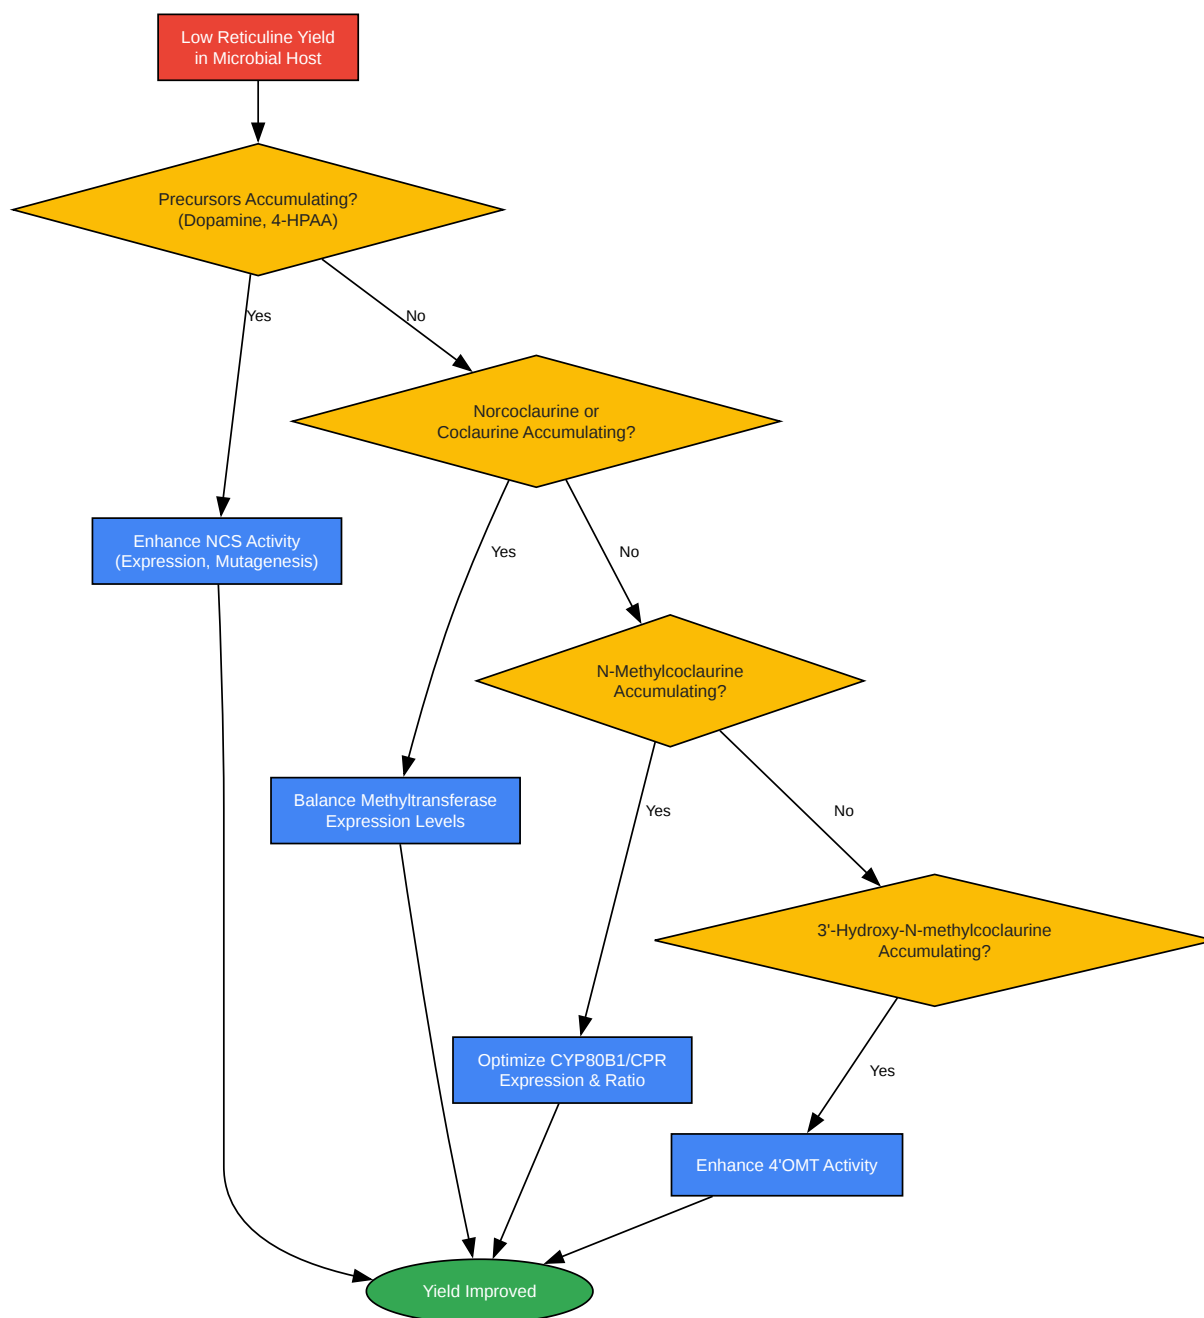 Low Reticuline Yield
in Microbial Host
Precursors Accumulating?
(Dopamine, 4-HPAA)
Yes
No
Norcoclaurine or
Coclaurine Accumulating?
Enhance NCS Activity
(Expression, Mutagenesis)
Yes
No
N-Methylcoclaurine
Accumulating?
Balance Methyltransferase
Expression Levels
Yes
No
3'-Hydroxy-N-methylcoclaurine
Accumulating?
Optimize CYP80B1/CPR
Expression & Ratio
Yes
Enhance 4'OMT Activity
Yield Improved